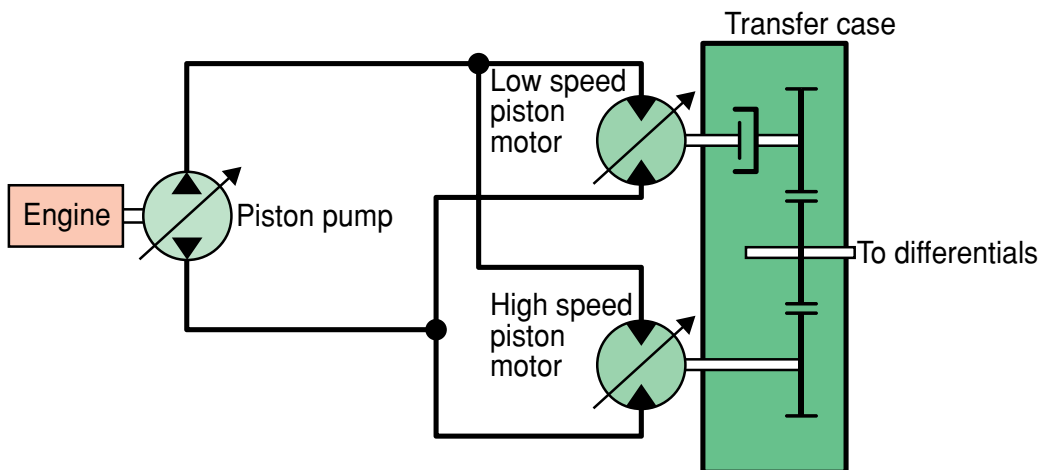 Transfer case
Low speed
piston
motor
Engine
Piston pump
To differentials
High speed
piston
motor